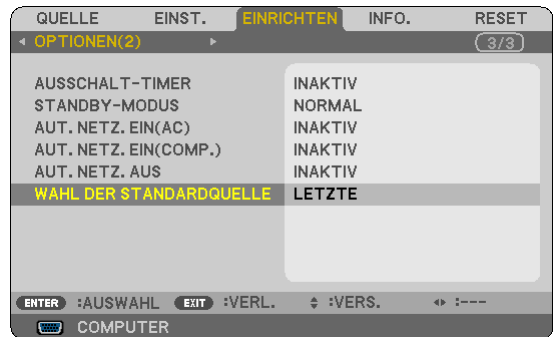 QUELLE EINST. EINRICHTEN INFO. RESET
OPTIONEN(2) 3/3
AUSSCHALT-TIMER INAKTIV
STANDBY-MODUS NORMAL
AUT. NETZ. EIN(AC) INAKTIV
AUT. NETZ. EIN(COMP.) INAKTIV
AUT. NETZ. AUS INAKTIV
WAHL DER STANDARDQUELLE LETZTE
ENTER :AUSWAHL EXIT :VERL. :VERS. :---
COMPUTER